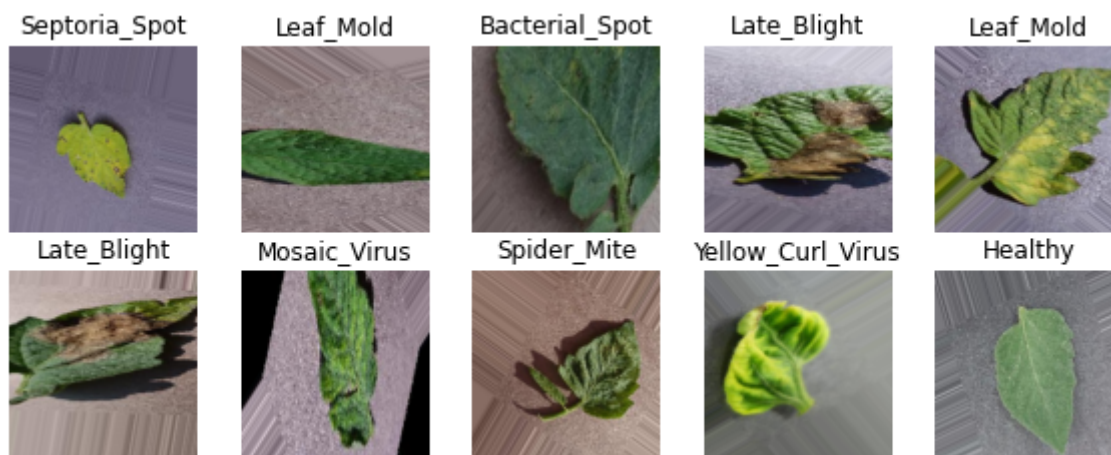 Septoria_Spot
Leaf_Mold
Bacterial_Spot
Late_Blight
Leaf_Mold
Late_Blight
Mosaic_Virus
Spider_Mite
Yellow_Curl_Virus
Healthy